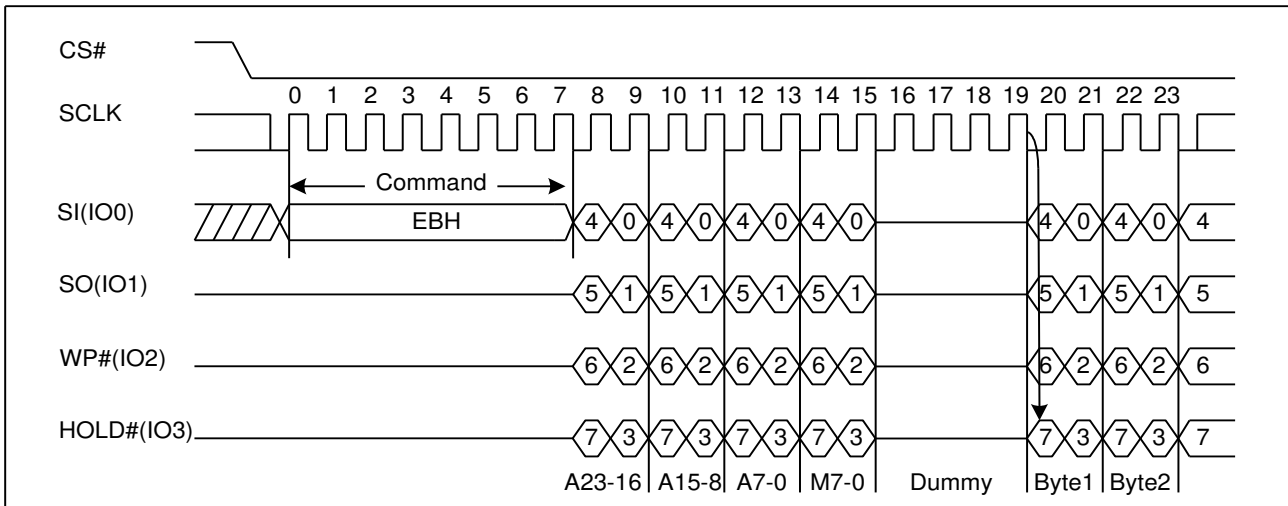 CS#
SCLK
0 1 2 3 4 5 6 7 8 9 10 11 12 13 14 15 16 17 18 19 20 21 22 23
Command
SI(IO0)
EBH
4 0 4 0 4 0 4 0 4 0 4 0 4
SO(IO1)
5 1 5 1 5 1 5 1 5 1 5 1 5
WP#(IO2)
6 2 6 2 6 2 6 2 6 2 6 2 6
HOLD#(IO3)
7 3 7 3 7 3 7 3 7 3 7 3 7
A23-16 A15-8 A7-0 M7-0 Dummy Byte1 Byte2